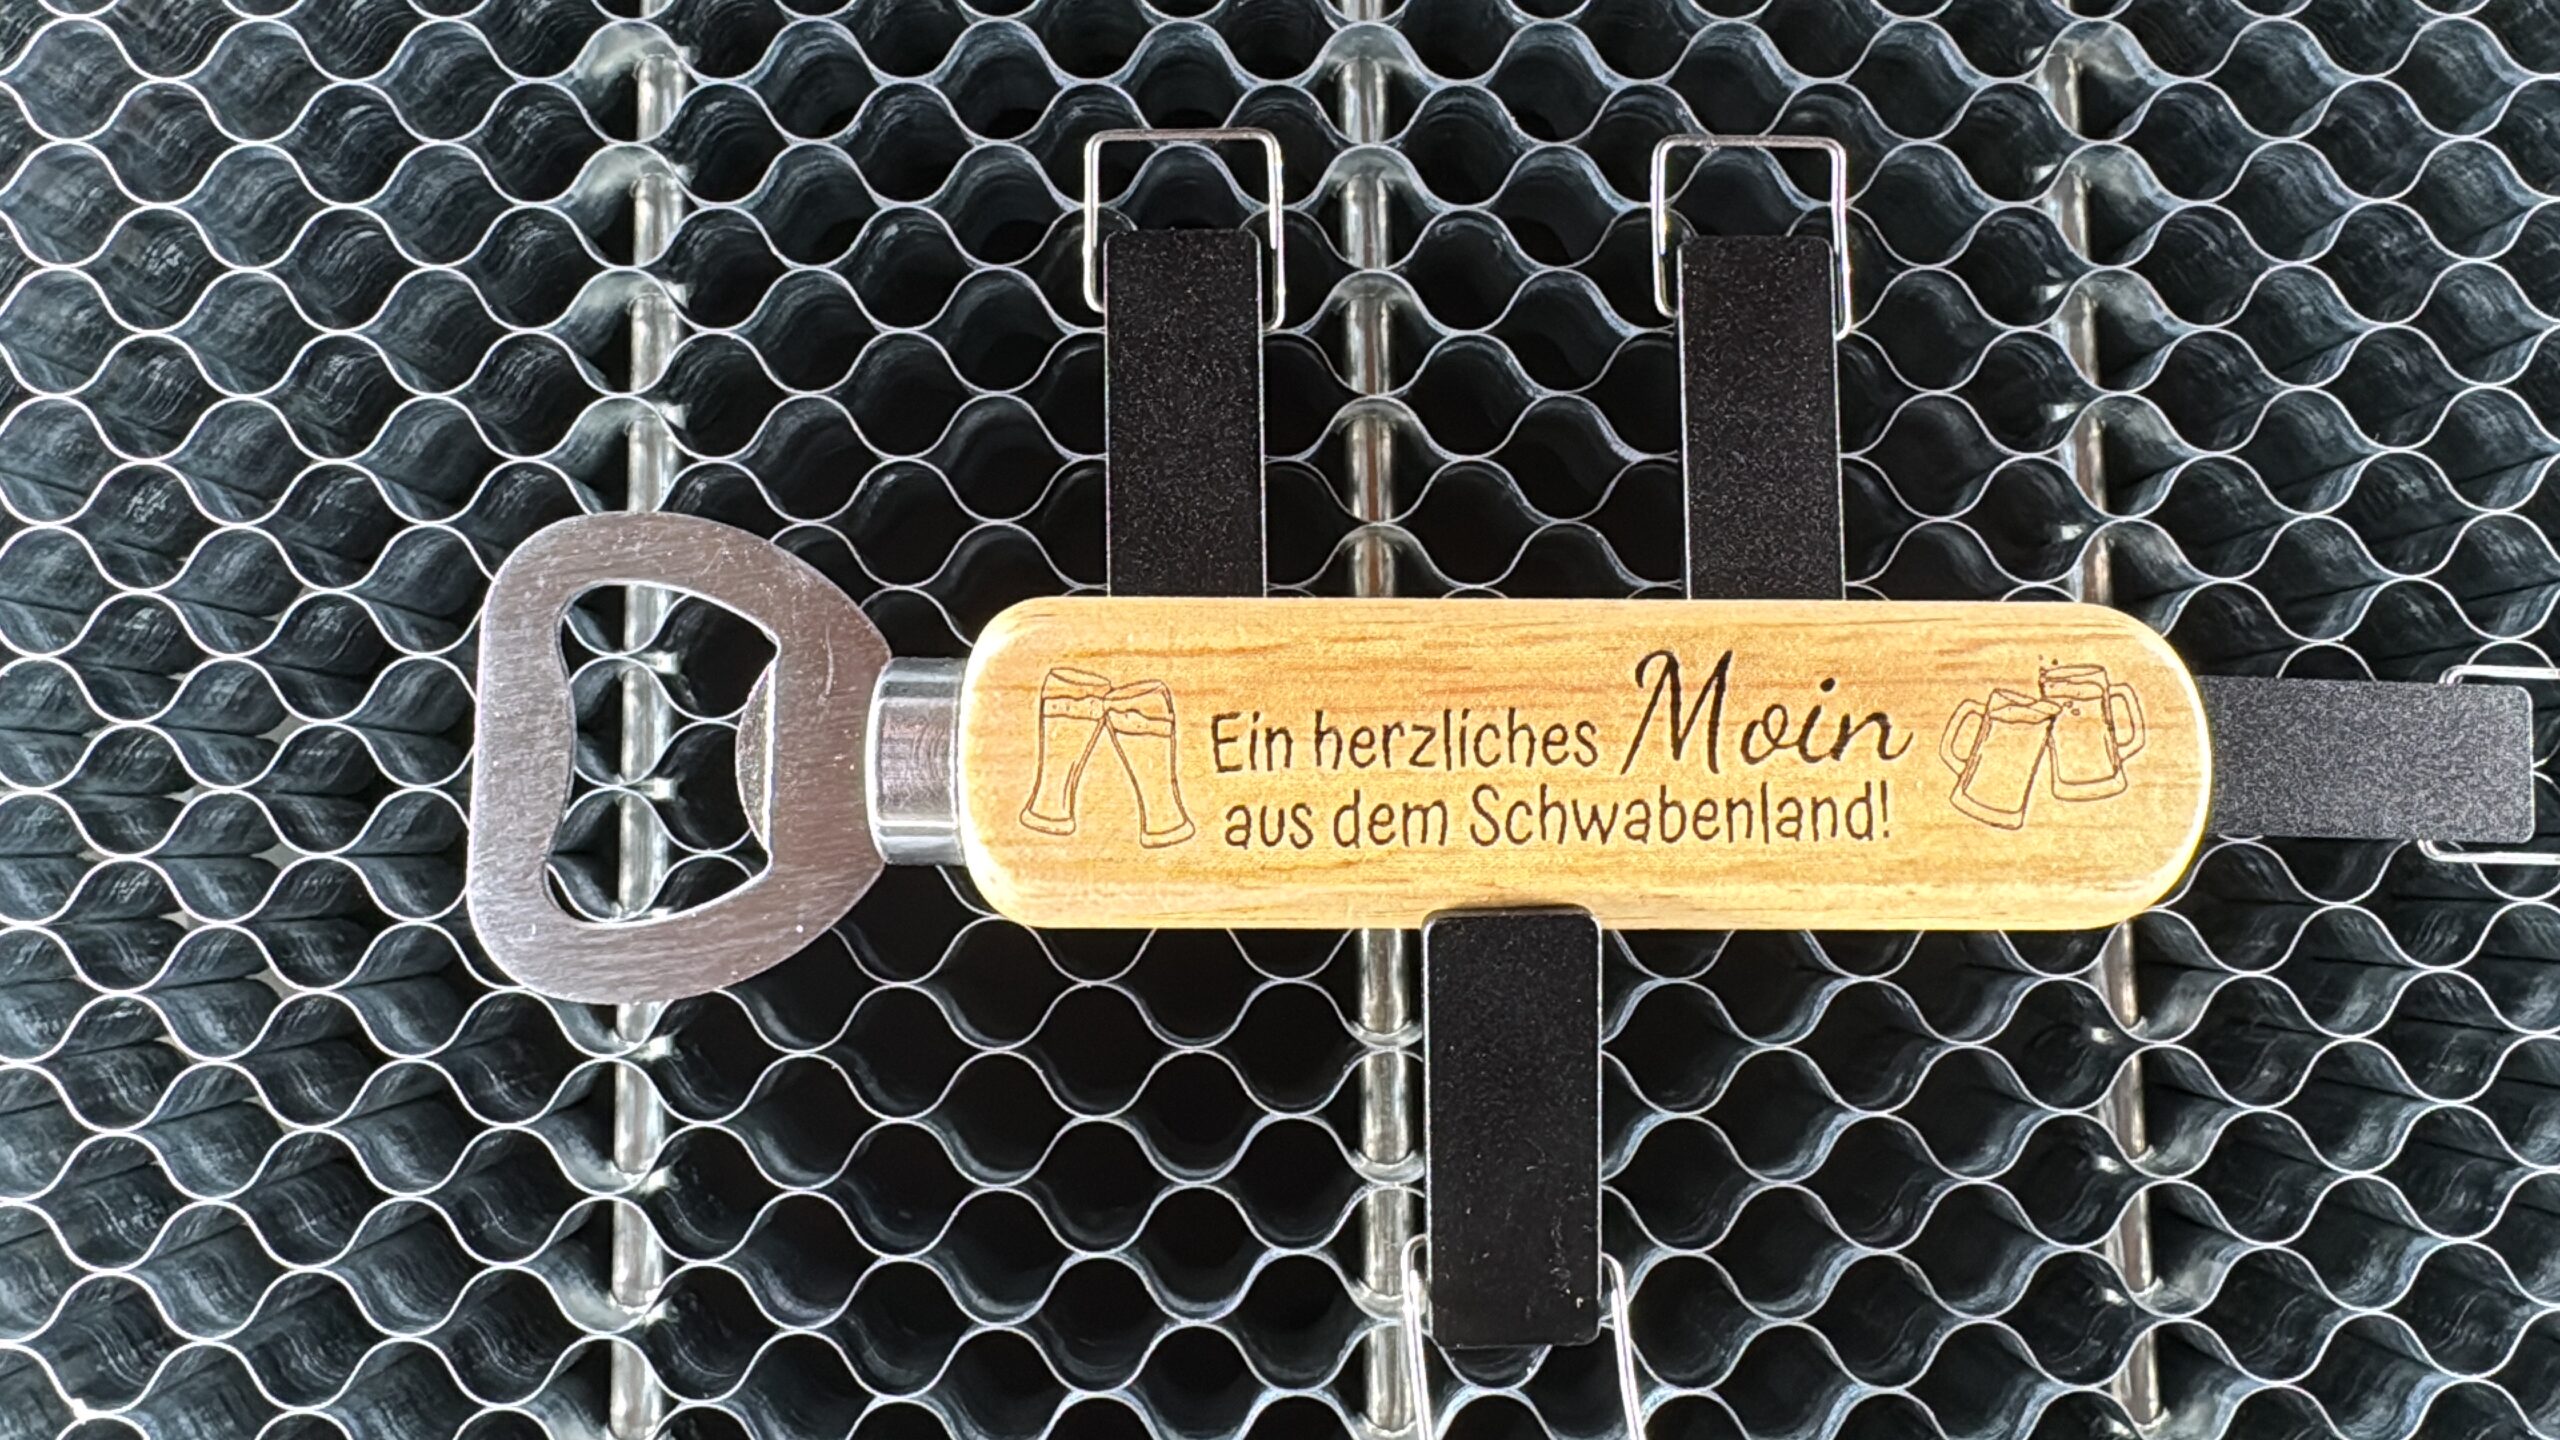 Ein herzliches Moin
aus dem Schwabenland!